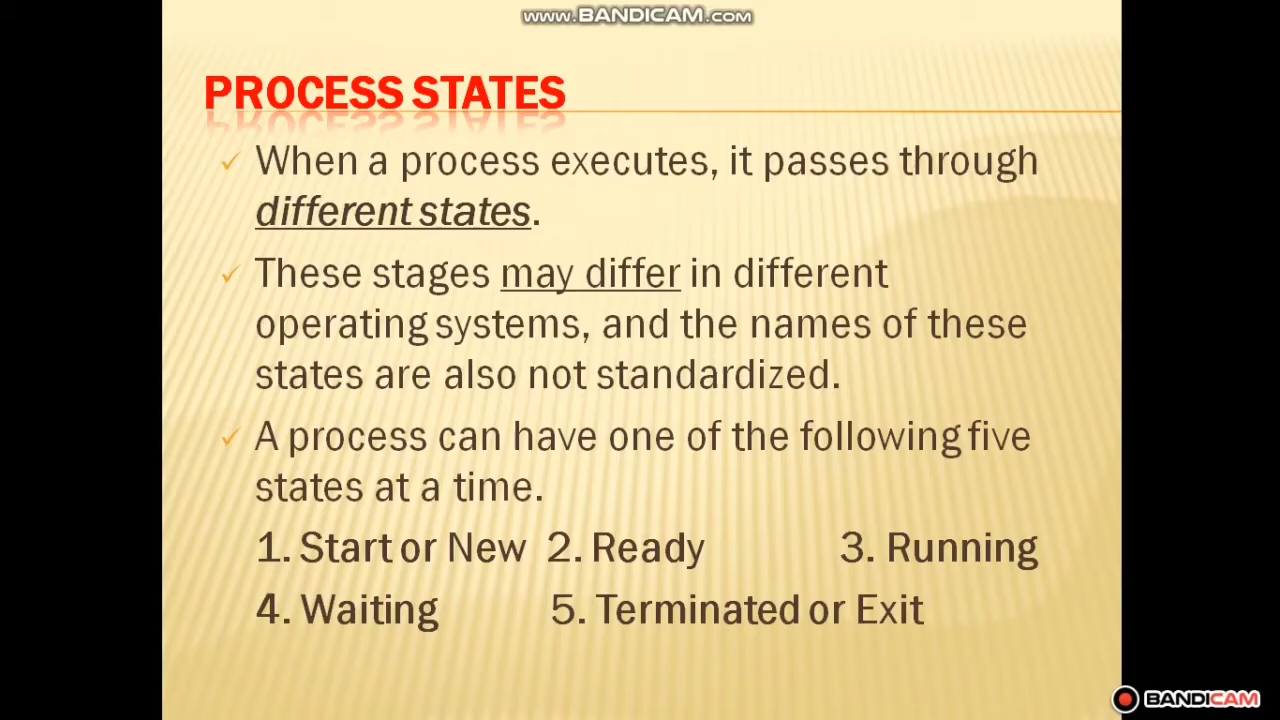 www.BANDICAM.com
PROCESS STATES
✓ When a process executes, it passes through
different states.
✓ These stages may differ in different
operating systems, and the names of these
states are also not standardized.
✓ A process can have one of the following five
states at a time.
1. Start or New 2. Ready 3. Running
4. Waiting 5. Terminated or Exit
BANDICAM